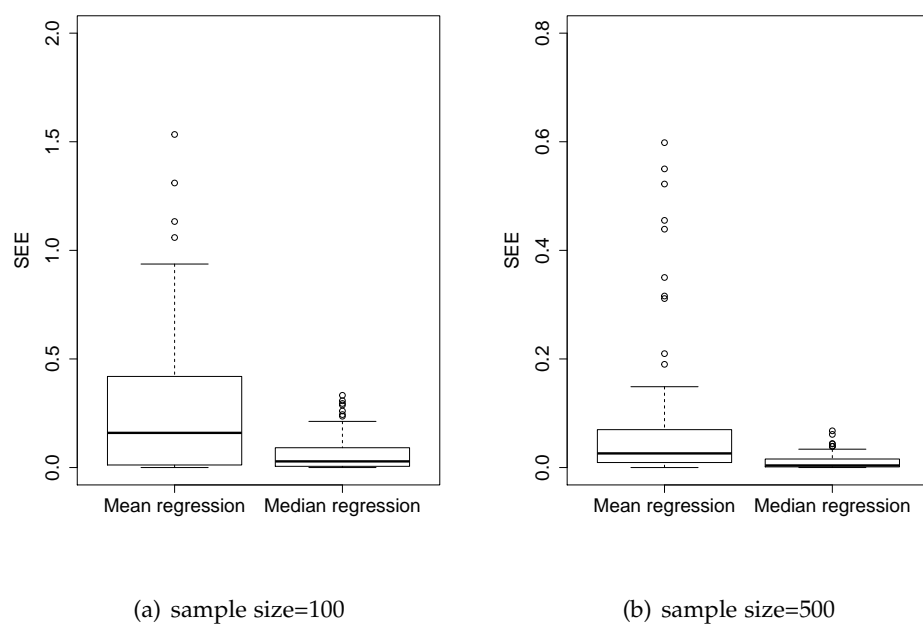 SEE
2.0
1.5
1.0
0.5
0.0
Mean regression Median regression
(a) sample size=100
SEE
0.8
0.6
0.4
0.2
0.0
Mean regression Median regression
(b) sample size=500